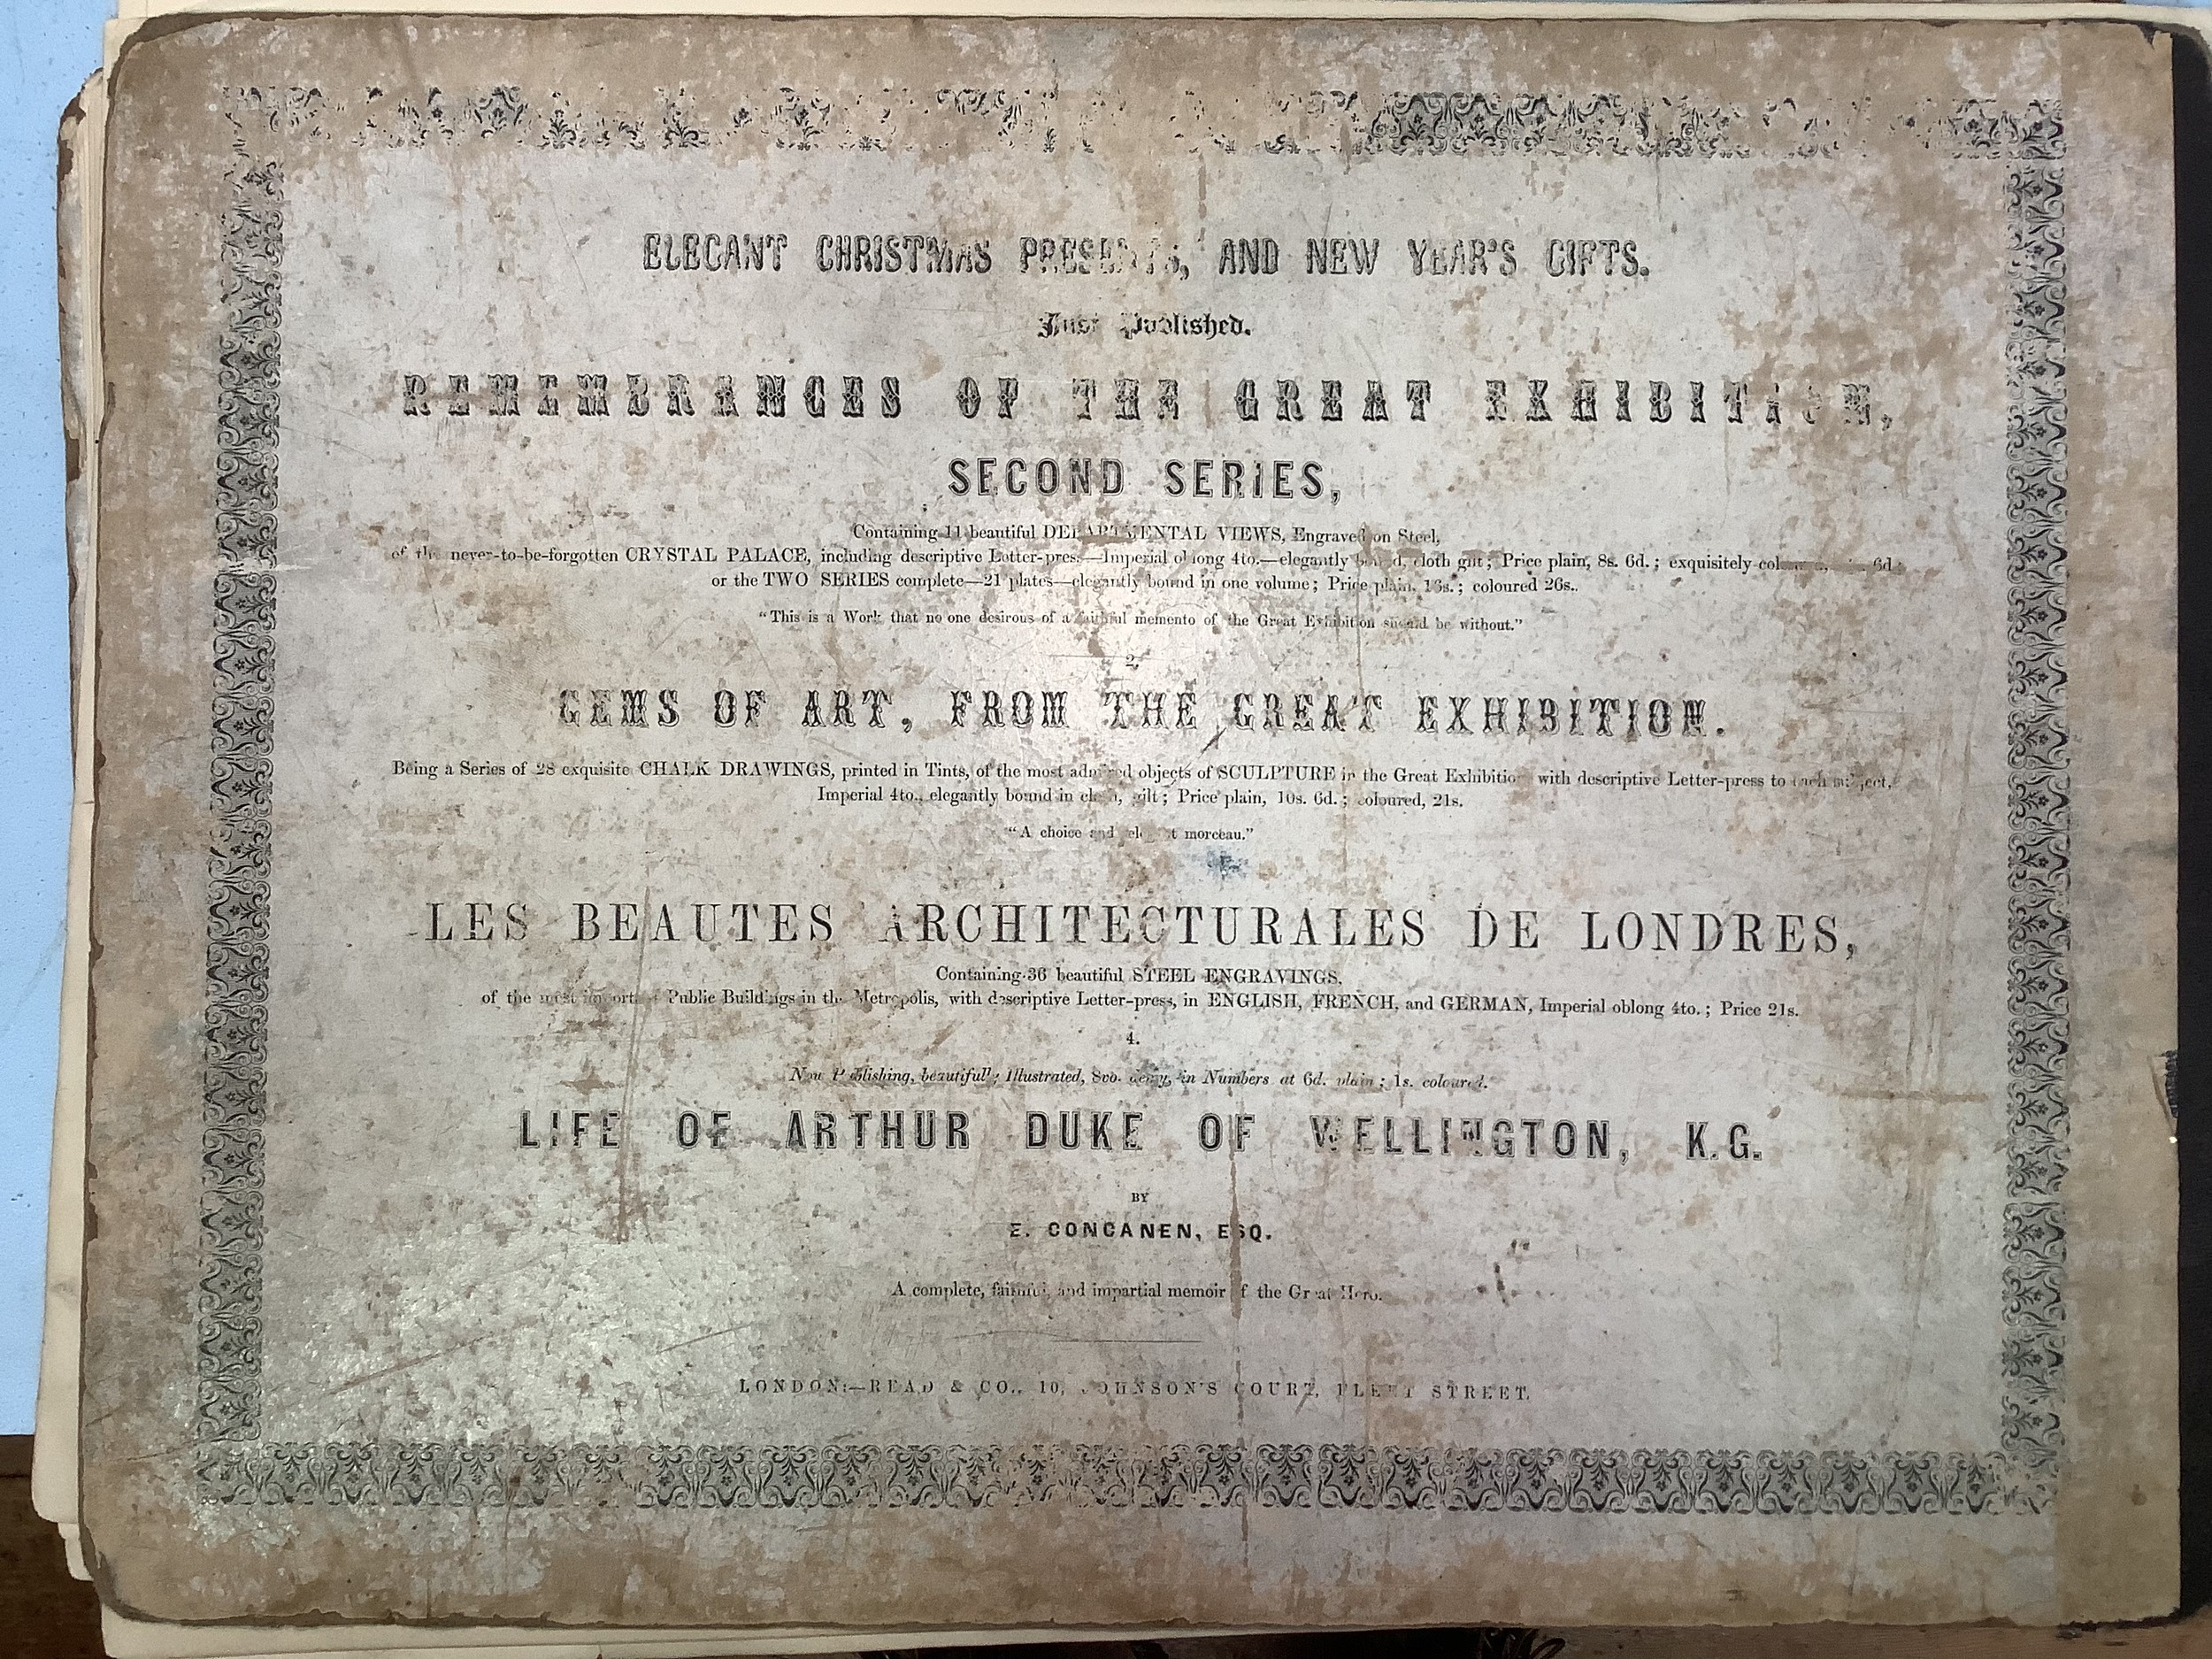 ELEGANT CHRISTMAS PRESENTS, AND NEW YEAR'S GIFTS.
Just Published.
REMEMBRANCES OF THE GREAT EXHIBITION,
SECOND SERIES,
Containing 11 beautiful DEPARTMENTAL VIEWS, Engraved on Steel,
of the never-to-be-forgotten CRYSTAL PALACE, including descriptive Letter-press—Imperial oblong 4to.—elegantly bound, cloth gilt; Price plain, 8s. 6d.; exquisitely 6d.;
or the TWO SERIES complete—21 plates—elegantly bound in one volume; Price plain, coloured 26s..
"This is a Work that no one desirous of a faithful memento of the Great Exhibition should be without."
2.
GEMS OF ART, FROM THE GREAT EXHIBITION.
Being a Series of 28 exquisite CHALK DRAWINGS, printed in Tints, of the most admired objects of SCULPTURE in the Great Exhibition with descriptive Letter-press to each subject,
Imperial 4to., elegantly bound in cloth, gilt; Price plain, 10s. 6d.; coloured, 21s.
"A choice and elegant morceau."
LES BEAUTES ARCHITECTURALES DE LONDRES,
Containing 36 beautiful STEEL ENGRAVINGS,
of the most important Public Buildings in the Metropolis, with descriptive Letter-press, in ENGLISH, FRENCH, and GERMAN, Imperial oblong 4to.; Price 21s.
4.
Now Publishing, beautifully Illustrated, 8vo. demy, in Numbers at 6d. plain; 1s. coloured.
LIFE OF ARTHUR DUKE OF WELLINGTON, K.G.
BY
E. CONCANEN, ESQ.
A complete, faithful, and impartial memoir of the Great Hero.
LONDON:—READ & CO., 10, JOHNSON'S COURT, FLEET STREET.